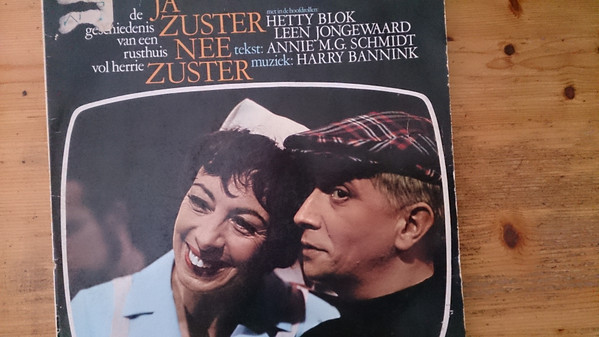 JA
ZUSTER
NEE
ZUSTER
de
geschiedenis
van een
rusthuis
vol herrie
met in de hoofdrollen:
HETTY BLOK
LEEN JONGEWAARD
tekst: ANNIE M.G. SCHMIDT
muziek: HARRY BANNINK